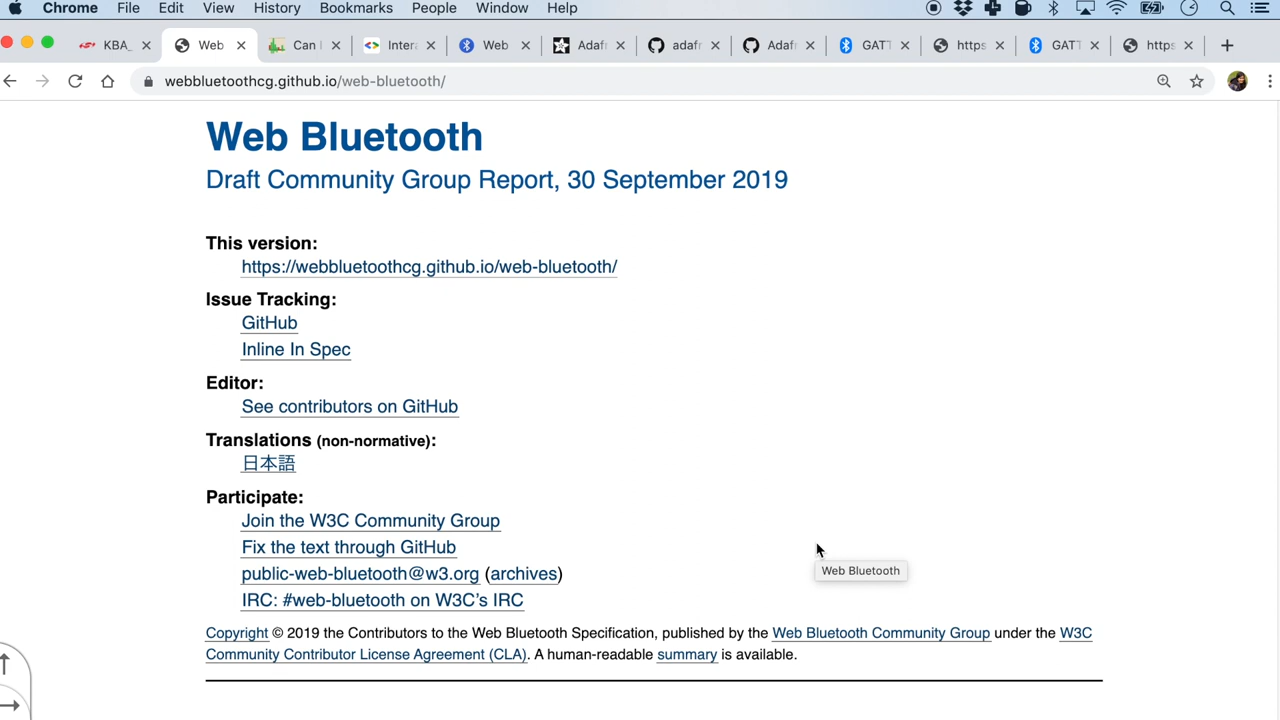 Chrome File Edit View History Bookmarks People Window Help
KBA_ Web Can Intera Web Adafr adafr Adafr GATT https GATT https
webbluetoothcg.github.io/web-bluetooth/
Web Bluetooth
Draft Community Group Report, 30 September 2019
This version:
https://webbluetoothcg.github.io/web-bluetooth/
Issue Tracking:
GitHub
Inline In Spec
Editor:
See contributors on GitHub
Translations (non-normative):
日本語
Participate:
Join the W3C Community Group
Fix the text through GitHub
public-web-bluetooth@w3.org (archives)
IRC: #web-bluetooth on W3C’s IRC
Web Bluetooth
Copyright © 2019 the Contributors to the Web Bluetooth Specification, published by the Web Bluetooth Community Group under the W3C
Community Contributor License Agreement (CLA). A human-readable summary is available.